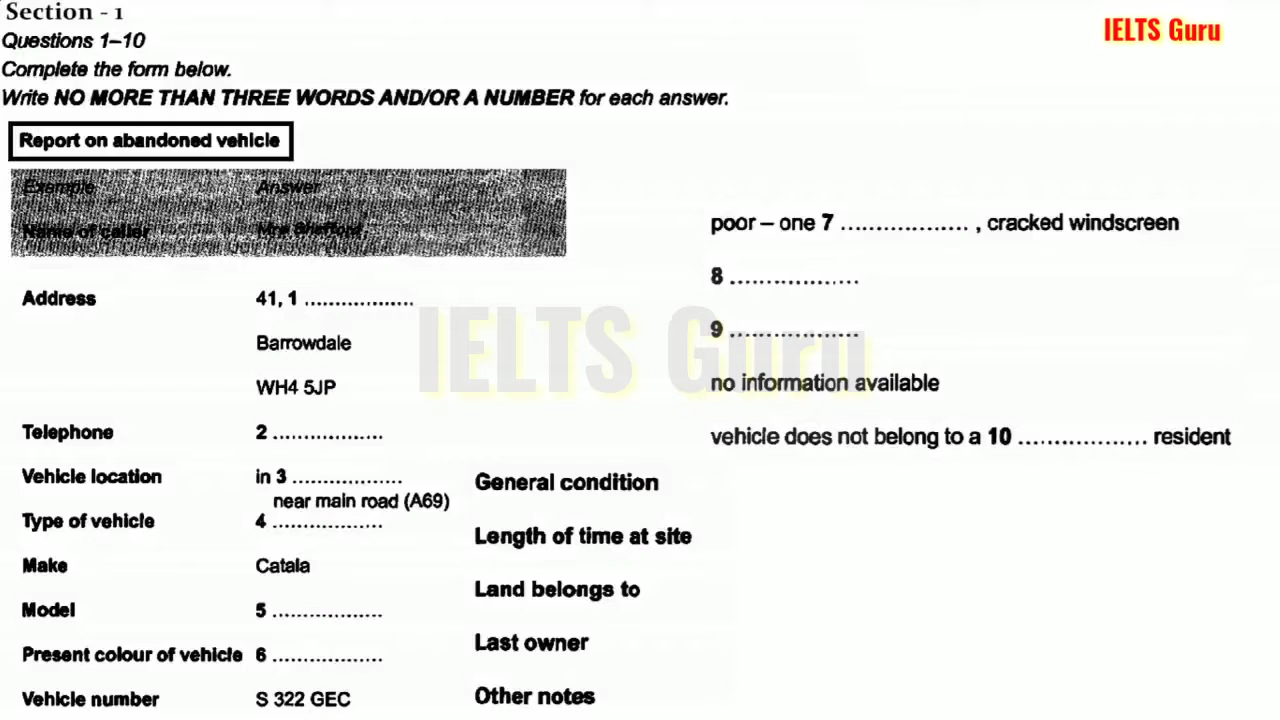 Section - 1
IELTS Guru
Questions 1–10
Complete the form below.
Write NO MORE THAN THREE WORDS AND/OR A NUMBER for each answer.
Report on abandoned vehicle
Example Answer
Name of caller Mrs Shefford
Address 41, 1 ..................
Barrowdale
WH4 5JP
Telephone 2 ..................
Vehicle location in 3 ..................
near main road (A69)
Type of vehicle 4 ..................
Make Catala
Model 5 ..................
Present colour of vehicle 6 ..................
Vehicle number S 322 GEC
IELTS Guru
General condition
Length of time at site
Land belongs to
Last owner
Other notes
poor – one 7 ..................... , cracked windscreen
8 .....................
9 .....................
no information available
vehicle does not belong to a 10 ..................... resident